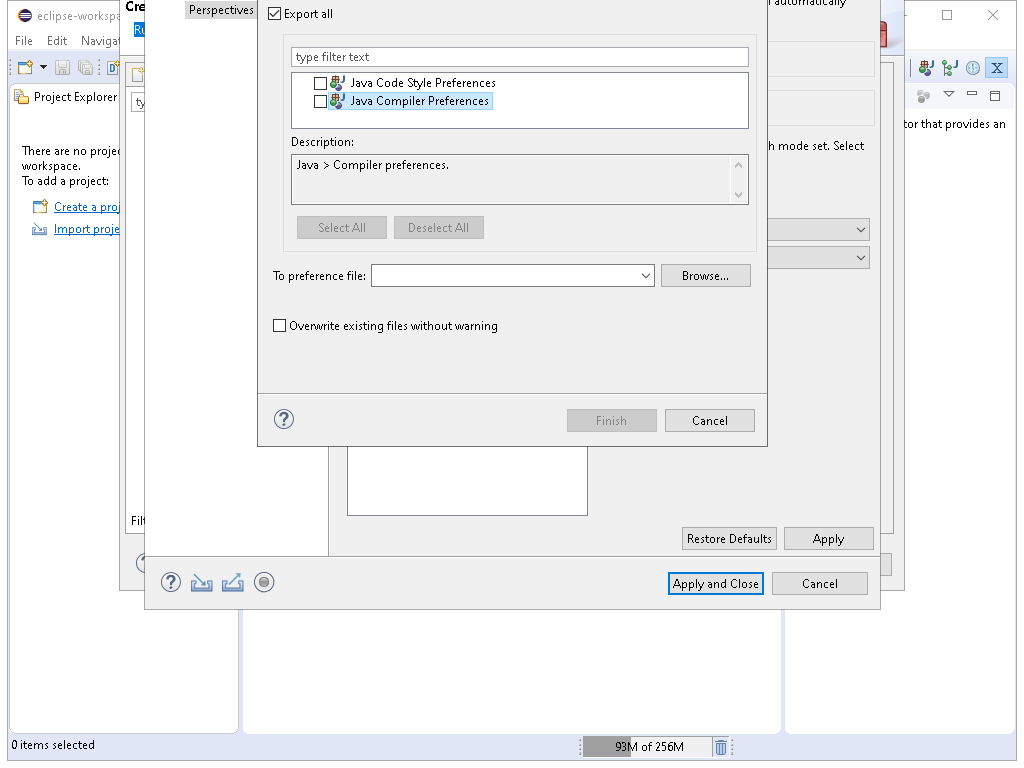 eclipse-workspa
Cre
Perspectives
Export all
l automatically
Ru
File Edit Naviga
type filter text
Project Explorer
ty
Java Code Style Preferences
Java Compiler Preferences
tor that provides an
Description:
There are no proje
workspace.
To add a project:
h mode set. Select
Java > Compiler preferences.
Create a proj
Import proje
Select All
Deselect All
To preference file:
Browse...
Overwrite existing files without warning
Finish
Cancel
Filt
Restore Defaults
Apply
Apply and Close
Cancel
0 items selected
93M of 256M